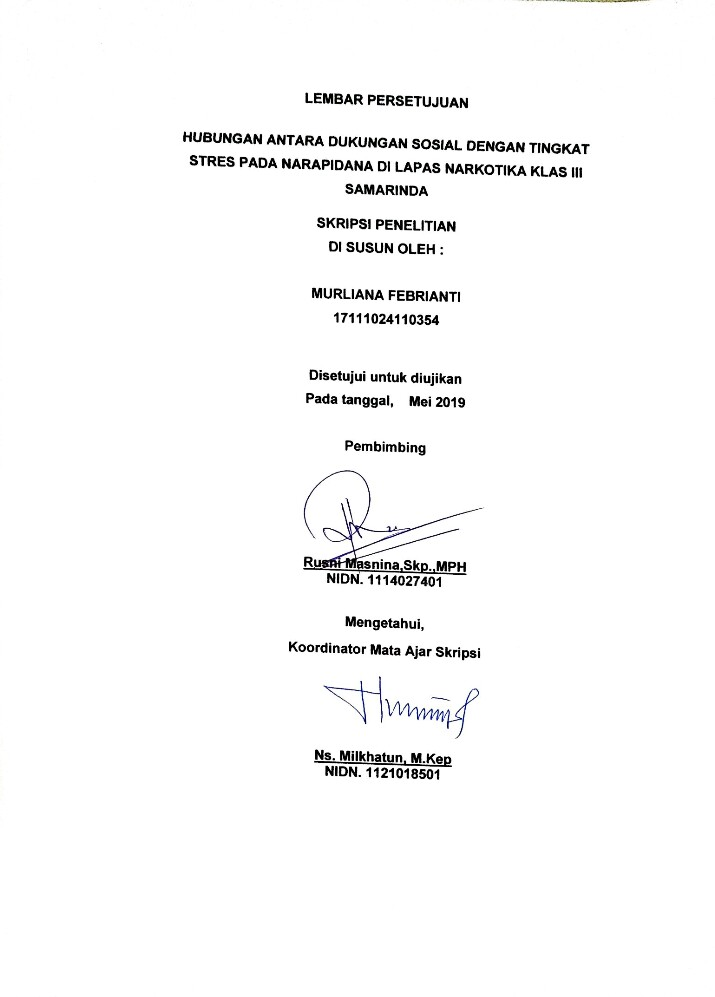 LEMBAR PERSETUJUAN
HUBUNGAN ANTARA DUKUNGAN SOSIAL DENGAN TINGKAT
STRES PADA NARAPIDANA DI LAPAS NARKOTIKA KLAS III
SAMARINDA
SKRIPSI PENELITIAN
DI SUSUN OLEH :
MURLIANA FEBRIANTI
17111024110354
Disetujui untuk diujikan
Pada tanggal, Mei 2019
Pembimbing
Rusni Masnina,Skp.,MPH
NIDN. 1114027401
Mengetahui,
Koordinator Mata Ajar Skripsi
Ns. Milkhatun, M.Kep
NIDN. 1121018501